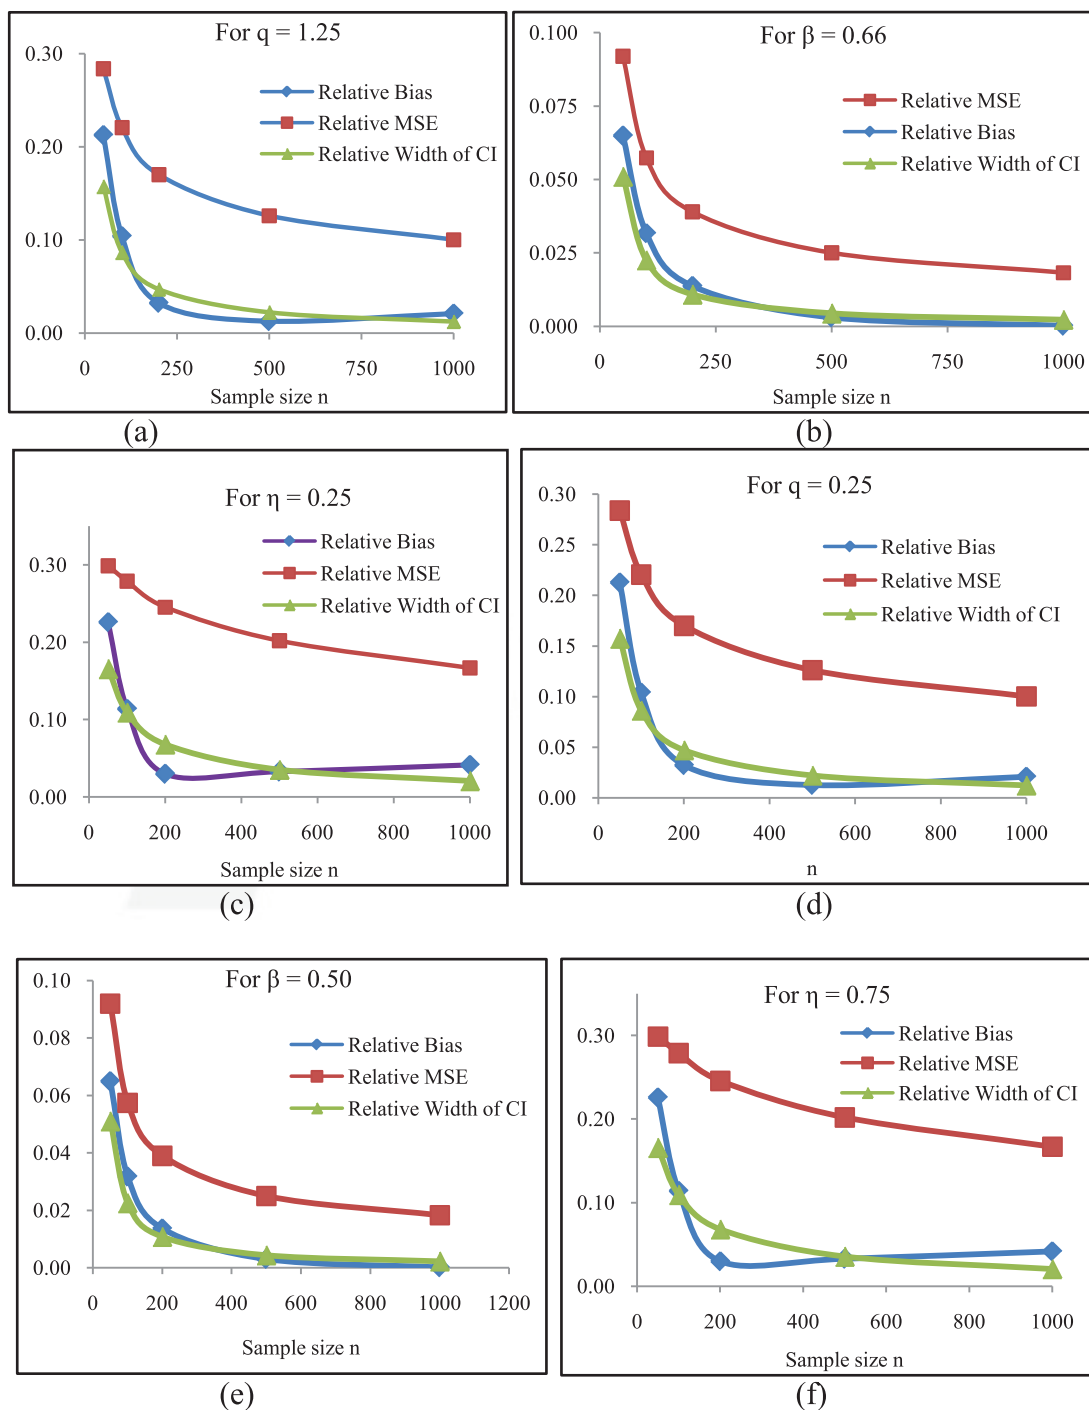 For q = 1.25
0.30
0.20
0.10
0.00
Relative Bias
Relative MSE
Relative Width of CI
0 250 500 750 1000
Sample size n
(a)
For β = 0.66
0.100
0.075
0.050
0.025
0.000
Relative MSE
Relative Bias
Relative Width of CI
0 250 500 750 1000
Sample size n
(b)
For η = 0.25
0.30
0.20
0.10
0.00
Relative Bias
Relative MSE
Relative Width of CI
0 200 400 600 800 1000
Sample size n
(c)
For q = 0.25
0.30
0.25
0.20
0.15
0.10
0.05
0.00
Relative Bias
Relative MSE
Relative Width of CI
0 200 400 600 800 1000
n
(d)
For β = 0.50
0.10
0.08
0.06
0.04
0.02
0.00
Relative Bias
Relative MSE
Relative Width of CI
0 200 400 600 800 1000 1200
Sample size n
(e)
For η = 0.75
0.30
0.20
0.10
0.00
Relative Bias
Relative MSE
Relative Width of CI
0 200 400 600 800 1000
Sample size n
(f)